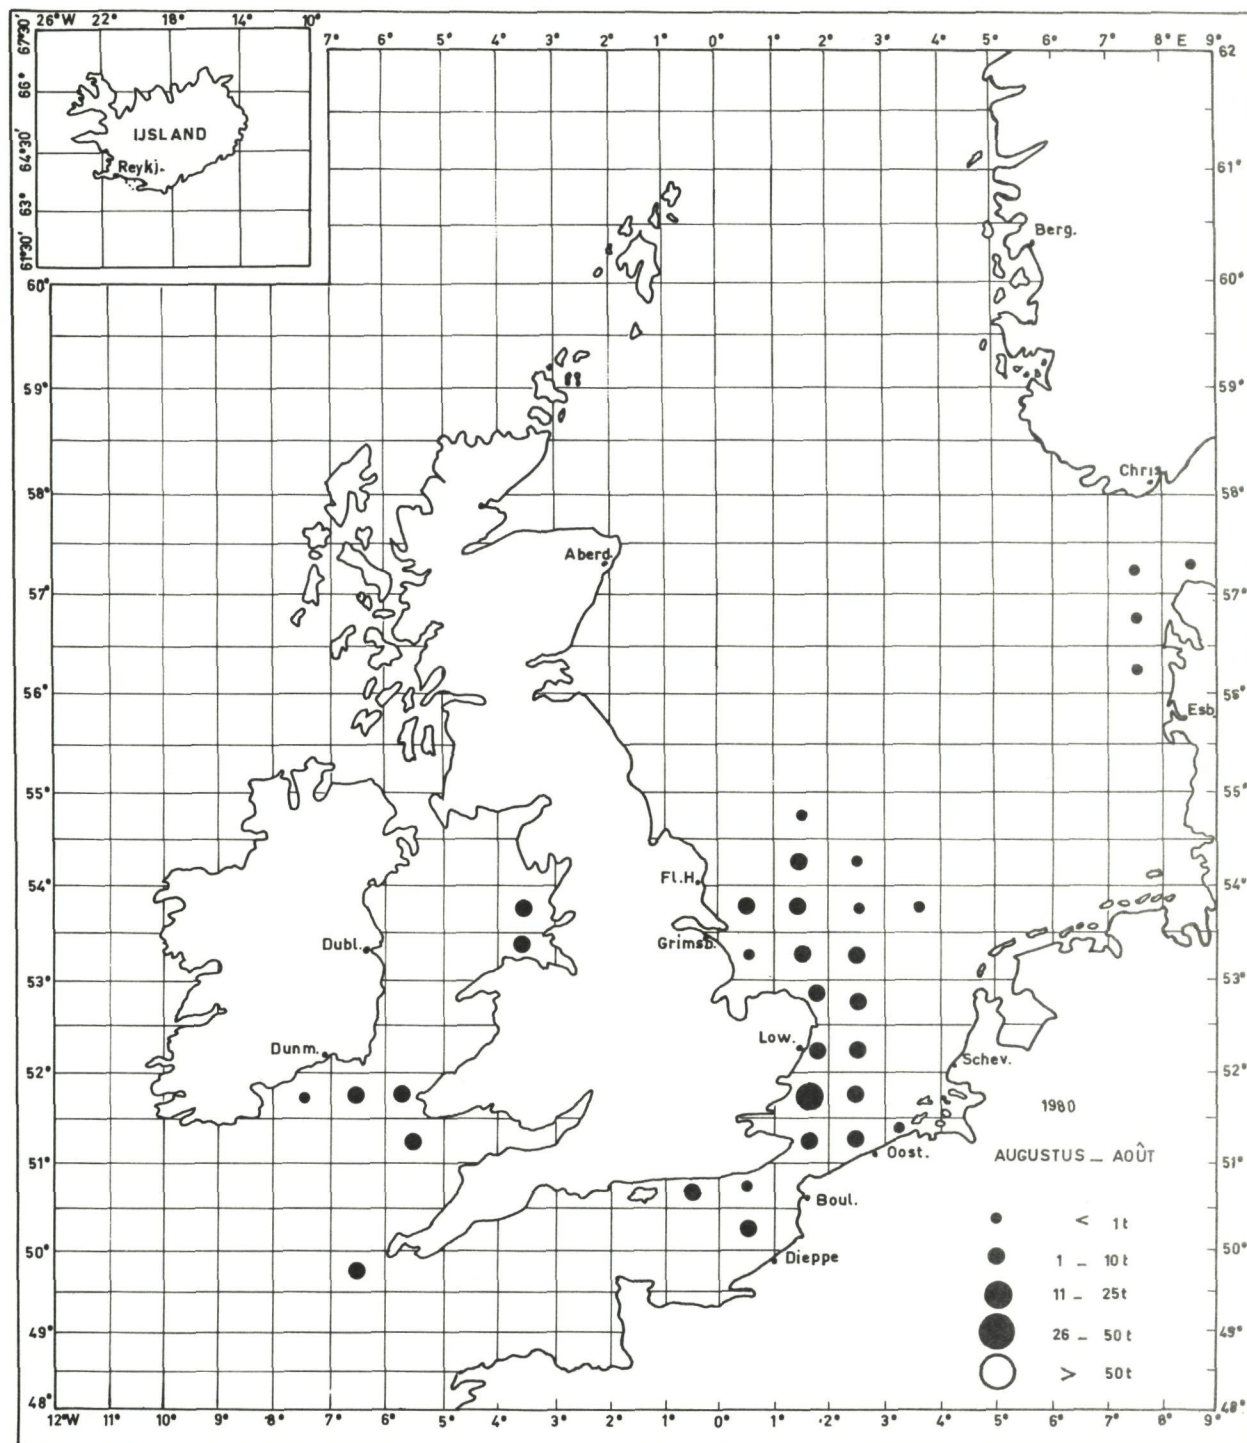 26°W 22° 18° 14° 10°
67°30'
66°
64°30'
63°
61°30'
IJSLAND
Reykj.
7° 6° 5° 4° 3° 2° 1° 0° 1° 2° 3° 4° 5° 6° 7° 8° E 9°
62
61°
60°
59°
58°
57°
56°
55°
54°
53°
52°
51°
50°
49°
48°
60°
59°
58°
57°
56°
55°
54°
53°
52°
51°
50°
49°
48°
Berg.
Chris.
Aberd.
Esb.
Fl.H.
Dubl.
Grimsb.
Dunm.
Low.
Schev.
Oost.
Boul.
Dieppe
1980
AUGUSTUS _ AOÛT
< 1t
1 _ 10t
11 _ 25t
26 _ 50t
> 50t
12°W 11° 10° 9° 8° 7° 6° 5° 4° 3° 2° 1° 0° 1° 2° 3° 4° 5° 6° 7° 8° 9°